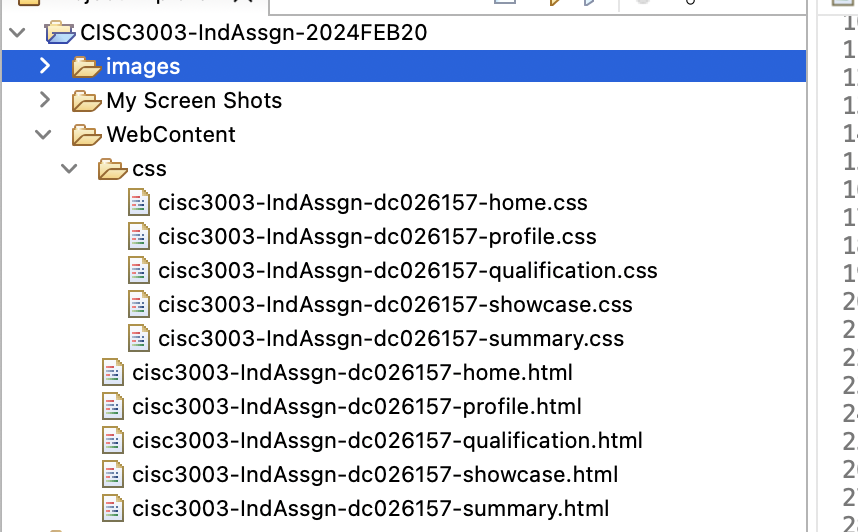 CISC3003-IndAssgn-2024FEB20
images
My Screen Shots
WebContent
css
cisc3003-IndAssgn-dc026157-home.css
cisc3003-IndAssgn-dc026157-profile.css
cisc3003-IndAssgn-dc026157-qualification.css
cisc3003-IndAssgn-dc026157-showcase.css
cisc3003-IndAssgn-dc026157-summary.css
cisc3003-IndAssgn-dc026157-home.html
cisc3003-IndAssgn-dc026157-profile.html
cisc3003-IndAssgn-dc026157-qualification.html
cisc3003-IndAssgn-dc026157-showcase.html
cisc3003-IndAssgn-dc026157-summary.html